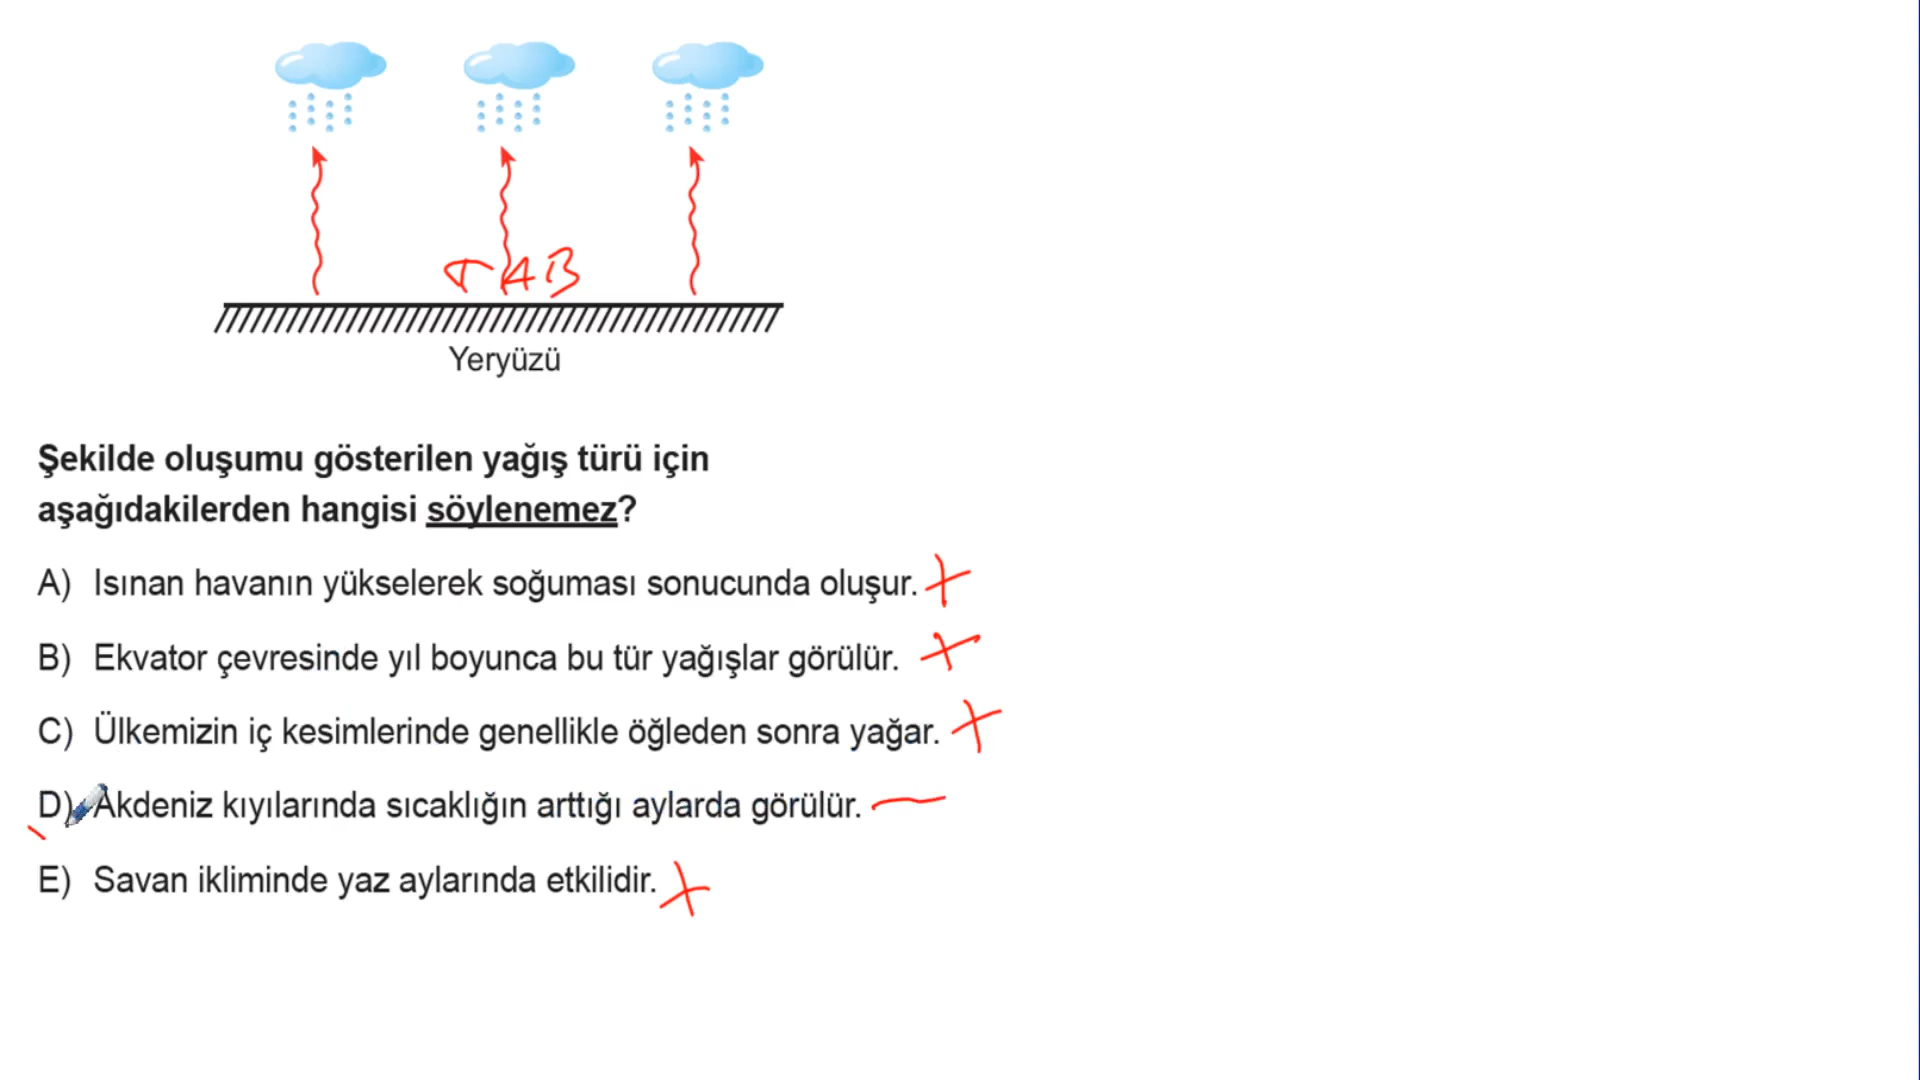 TAB
Yeryüzü
Şekilde oluşumu gösterilen yağış türü için
aşağıdakilerden hangisi söylenemez?
A) Isınan havanın yükselerek soğuması sonucunda oluşur. +
B) Ekvator çevresinde yıl boyunca bu tür yağışlar görülür. +
C) Ülkemizin iç kesimlerinde genellikle öğleden sonra yağar. +
D) Akdeniz kıyılarında sıcaklığın arttığı aylarda görülür. –
E) Savan ikliminde yaz aylarında etkilidir. +